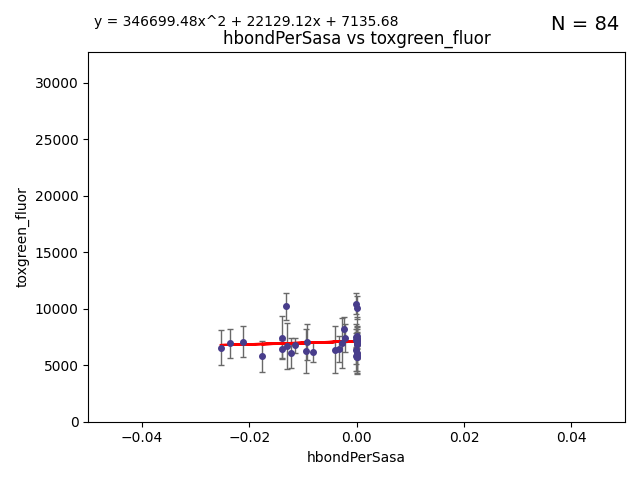 y = 346699.48x^2 + 22129.12x + 7135.68
N = 84
hbondPerSasa vs toxgreen_fluor
toxgreen_fluor
30000
25000
20000
15000
10000
5000
0
−0.04
−0.02
0.00
0.02
0.04
hbondPerSasa